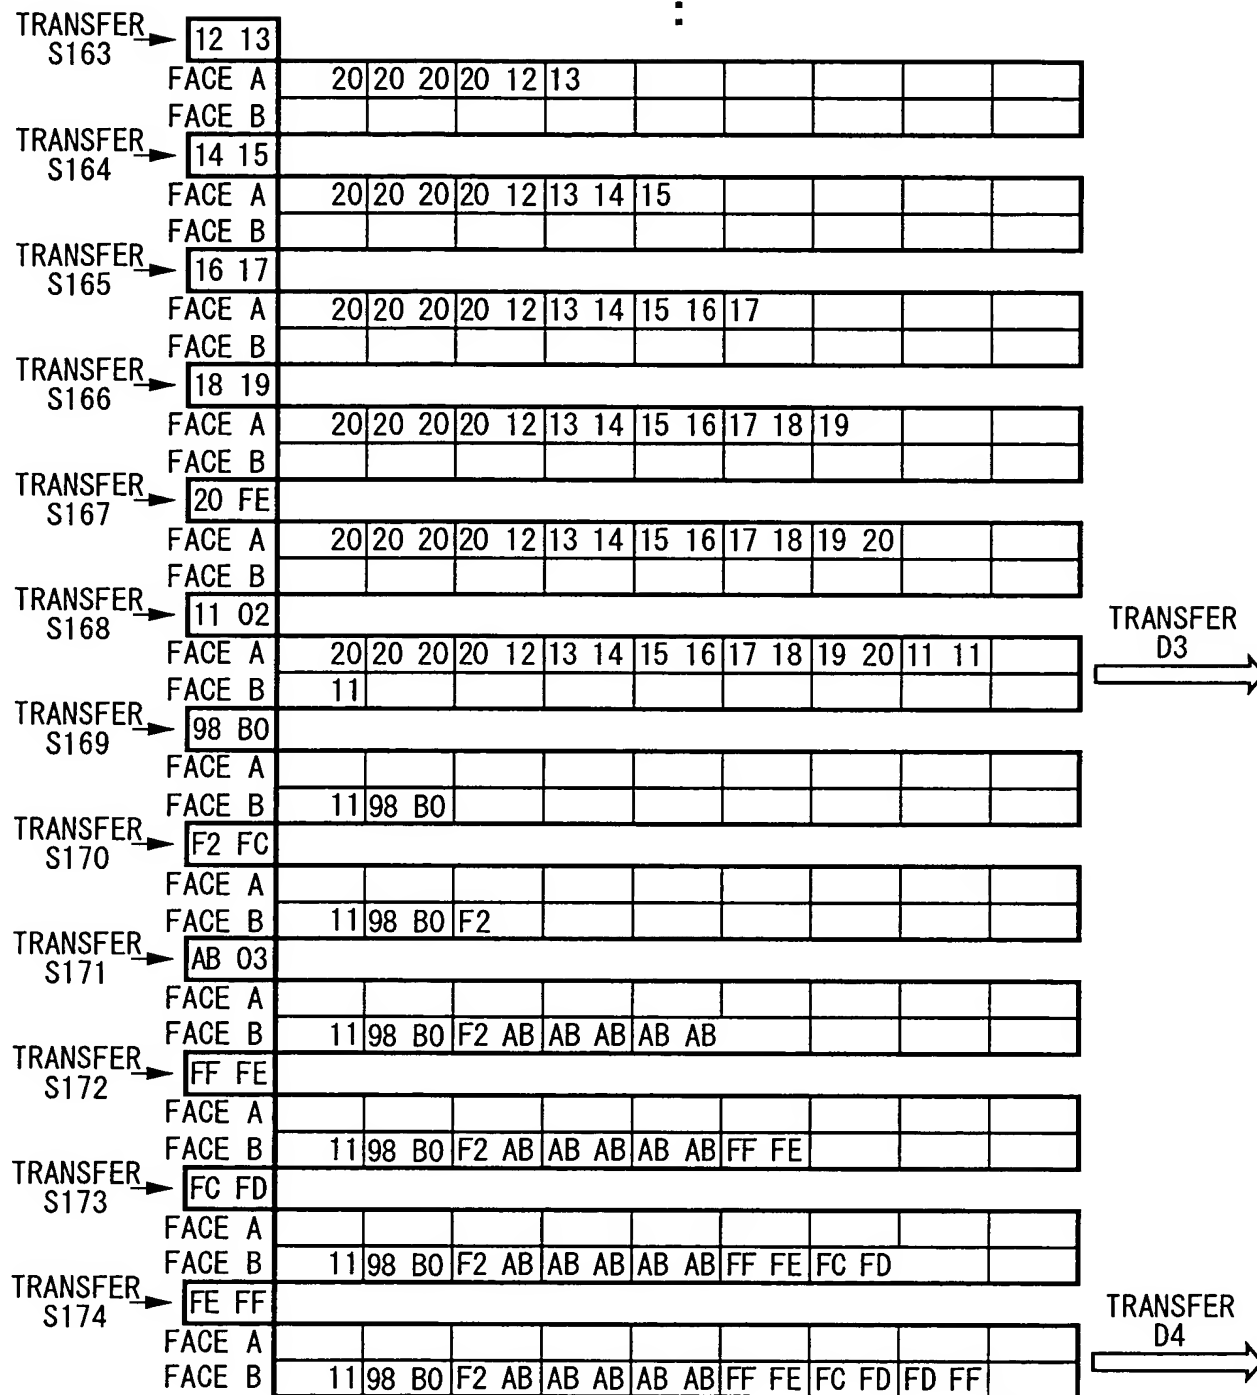 TRANSFER
S163
12 13
FACE A 20 20 20 20 12 13
FACE B
TRANSFER
S164
14 15
FACE A 20 20 20 20 12 13 14 15
FACE B
TRANSFER
S165
16 17
FACE A 20 20 20 20 12 13 14 15 16 17
FACE B
TRANSFER
S166
18 19
FACE A 20 20 20 20 12 13 14 15 16 17 18 19
FACE B
TRANSFER
S167
20 FE
FACE A 20 20 20 20 12 13 14 15 16 17 18 19 20
FACE B
TRANSFER
S168
11 02
FACE A 20 20 20 20 12 13 14 15 16 17 18 19 20 11 11
FACE B 11
TRANSFER
D3
TRANSFER
S169
98 B0
FACE A
FACE B 11 98 B0
TRANSFER
S170
F2 FC
FACE A
FACE B 11 98 B0 F2
TRANSFER
S171
AB 03
FACE A
FACE B 11 98 B0 F2 AB AB AB AB AB
TRANSFER
S172
FF FE
FACE A
FACE B 11 98 B0 F2 AB AB AB AB AB FF FE
TRANSFER
S173
FC FD
FACE A
FACE B 11 98 B0 F2 AB AB AB AB AB FF FE FC FD
TRANSFER
S174
FE FF
FACE A
FACE B 11 98 B0 F2 AB AB AB AB AB FF FE FC FD FD FF
TRANSFER
D4